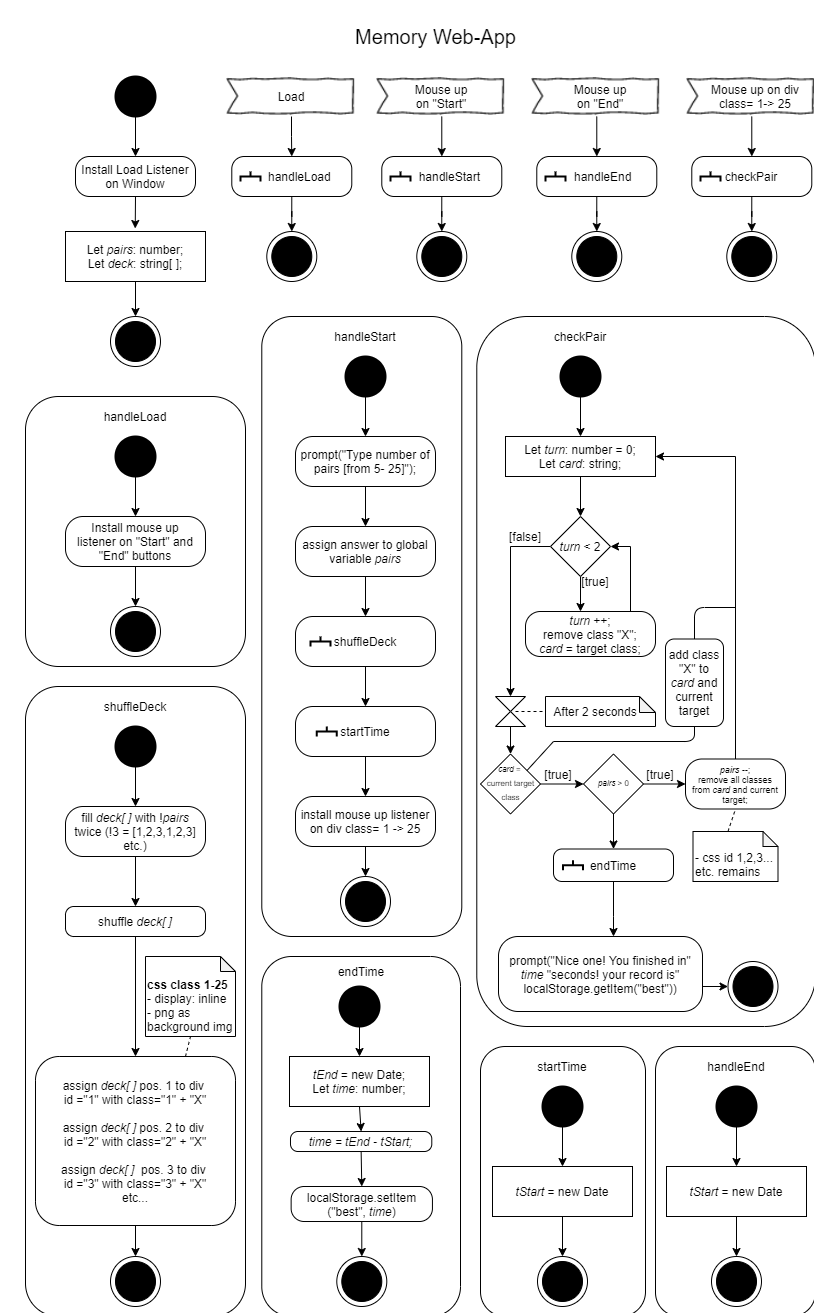 Memory Web-App
Load
Mouse up
on "Start"
Mouse up
on "End"
Mouse up on div
class= 1-> 25
Install Load Listener
on Window
handleLoad
handleStart
handleEnd
checkPair
Let pairs: number;
Let deck: string[ ];
handleLoad
Install mouse up
listener on "Start" and
"End" buttons
handleStart
prompt("Type number of
pairs [from 5- 25]");
assign answer to global
variable pairs
shuffleDeck
startTime
install mouse up listener
on div class= 1 -> 25
checkPair
Let turn: number = 0;
Let card: string;
[false]
turn < 2
[true]
turn ++;
remove class "X";
card = target class;
add class
"X" to
card and
current
target
After 2 seconds
card =
current target
class
[true]
pairs > 0
[true]
pairs --;
remove all classes
from card and current
target;
- css id 1,2,3...
etc. remains
endTime
prompt("Nice one! You finished in"
time "seconds! your record is"
localStorage.getItem("best"))
shuffleDeck
fill deck[ ] with !pairs
twice (!3 = [1,2,3,1,2,3]
etc.)
shuffle deck[ ]
css class 1-25
- display: inline
- png as
background img
assign deck[ ] pos. 1 to div
id ="1" with class="1" + "X"
assign deck[ ] pos. 2 to div
id ="2" with class="2" + "X"
assign deck[ ]  pos. 3 to div
id ="3" with class="3" + "X"
etc...
endTime
tEnd = new Date;
Let time: number;
time = tEnd - tStart;
localStorage.setItem
("best", time)
startTime
tStart = new Date
handleEnd
tStart = new Date